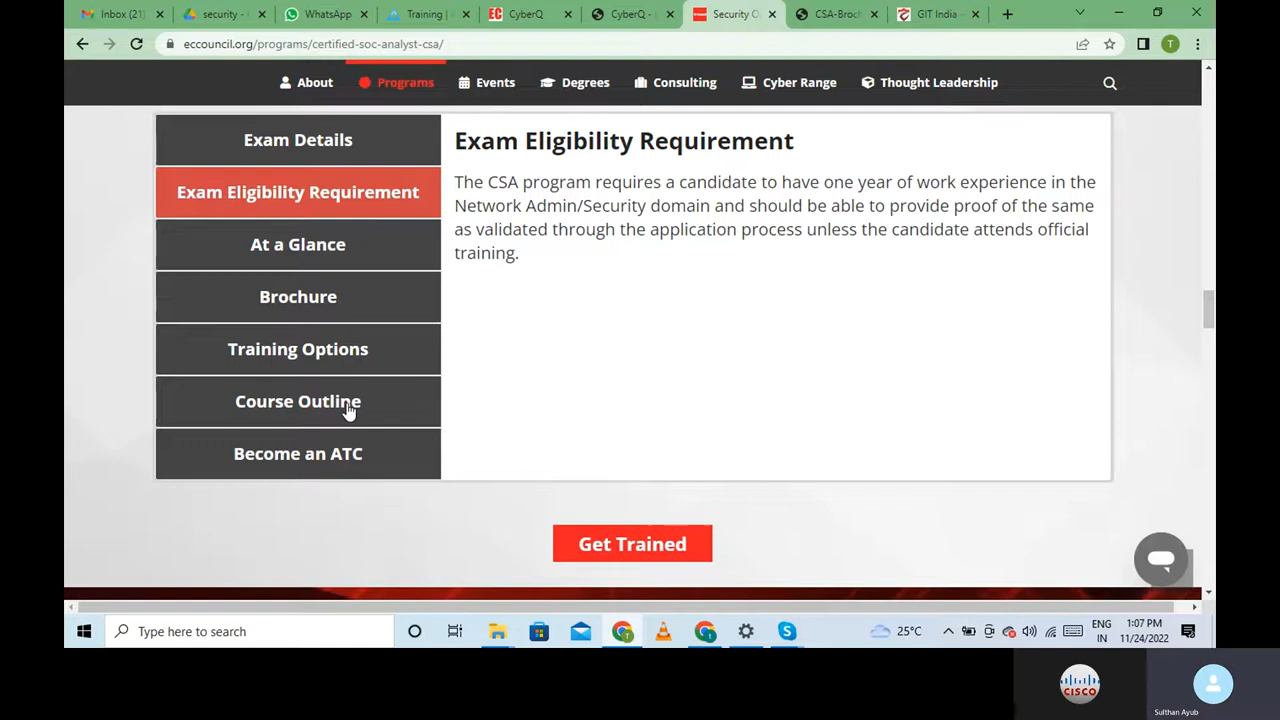 Inbox (21)
security -
WhatsApp
Training |
EC CyberQ
CyberQ -
Security O
CSA-Broch
GIT India –
eccouncil.org/programs/certified-soc-analyst-csa/
T
About
Programs
Events
Degrees
Consulting
Cyber Range
Thought Leadership
Exam Details
Exam Eligibility Requirement
At a Glance
Brochure
Training Options
Course Outline
Become an ATC
Exam Eligibility Requirement
The CSA program requires a candidate to have one year of work experience in the
Network Admin/Security domain and should be able to provide proof of the same
as validated through the application process unless the candidate attends official
training.
Get Trained
Type here to search
25°C
ENG
IN
1:07 PM
11/24/2022
CISCO
Sulthan Ayub